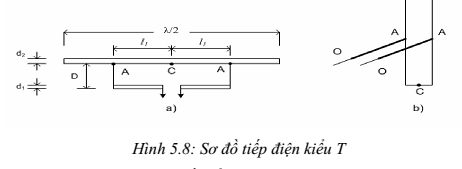 λ/2
d₂
ℓ₁
ℓ₁
A
C
A
D
d₁
a)
A
A
O
O
C
b)
Hình 5.8: Sơ đồ tiếp điện kiểu T